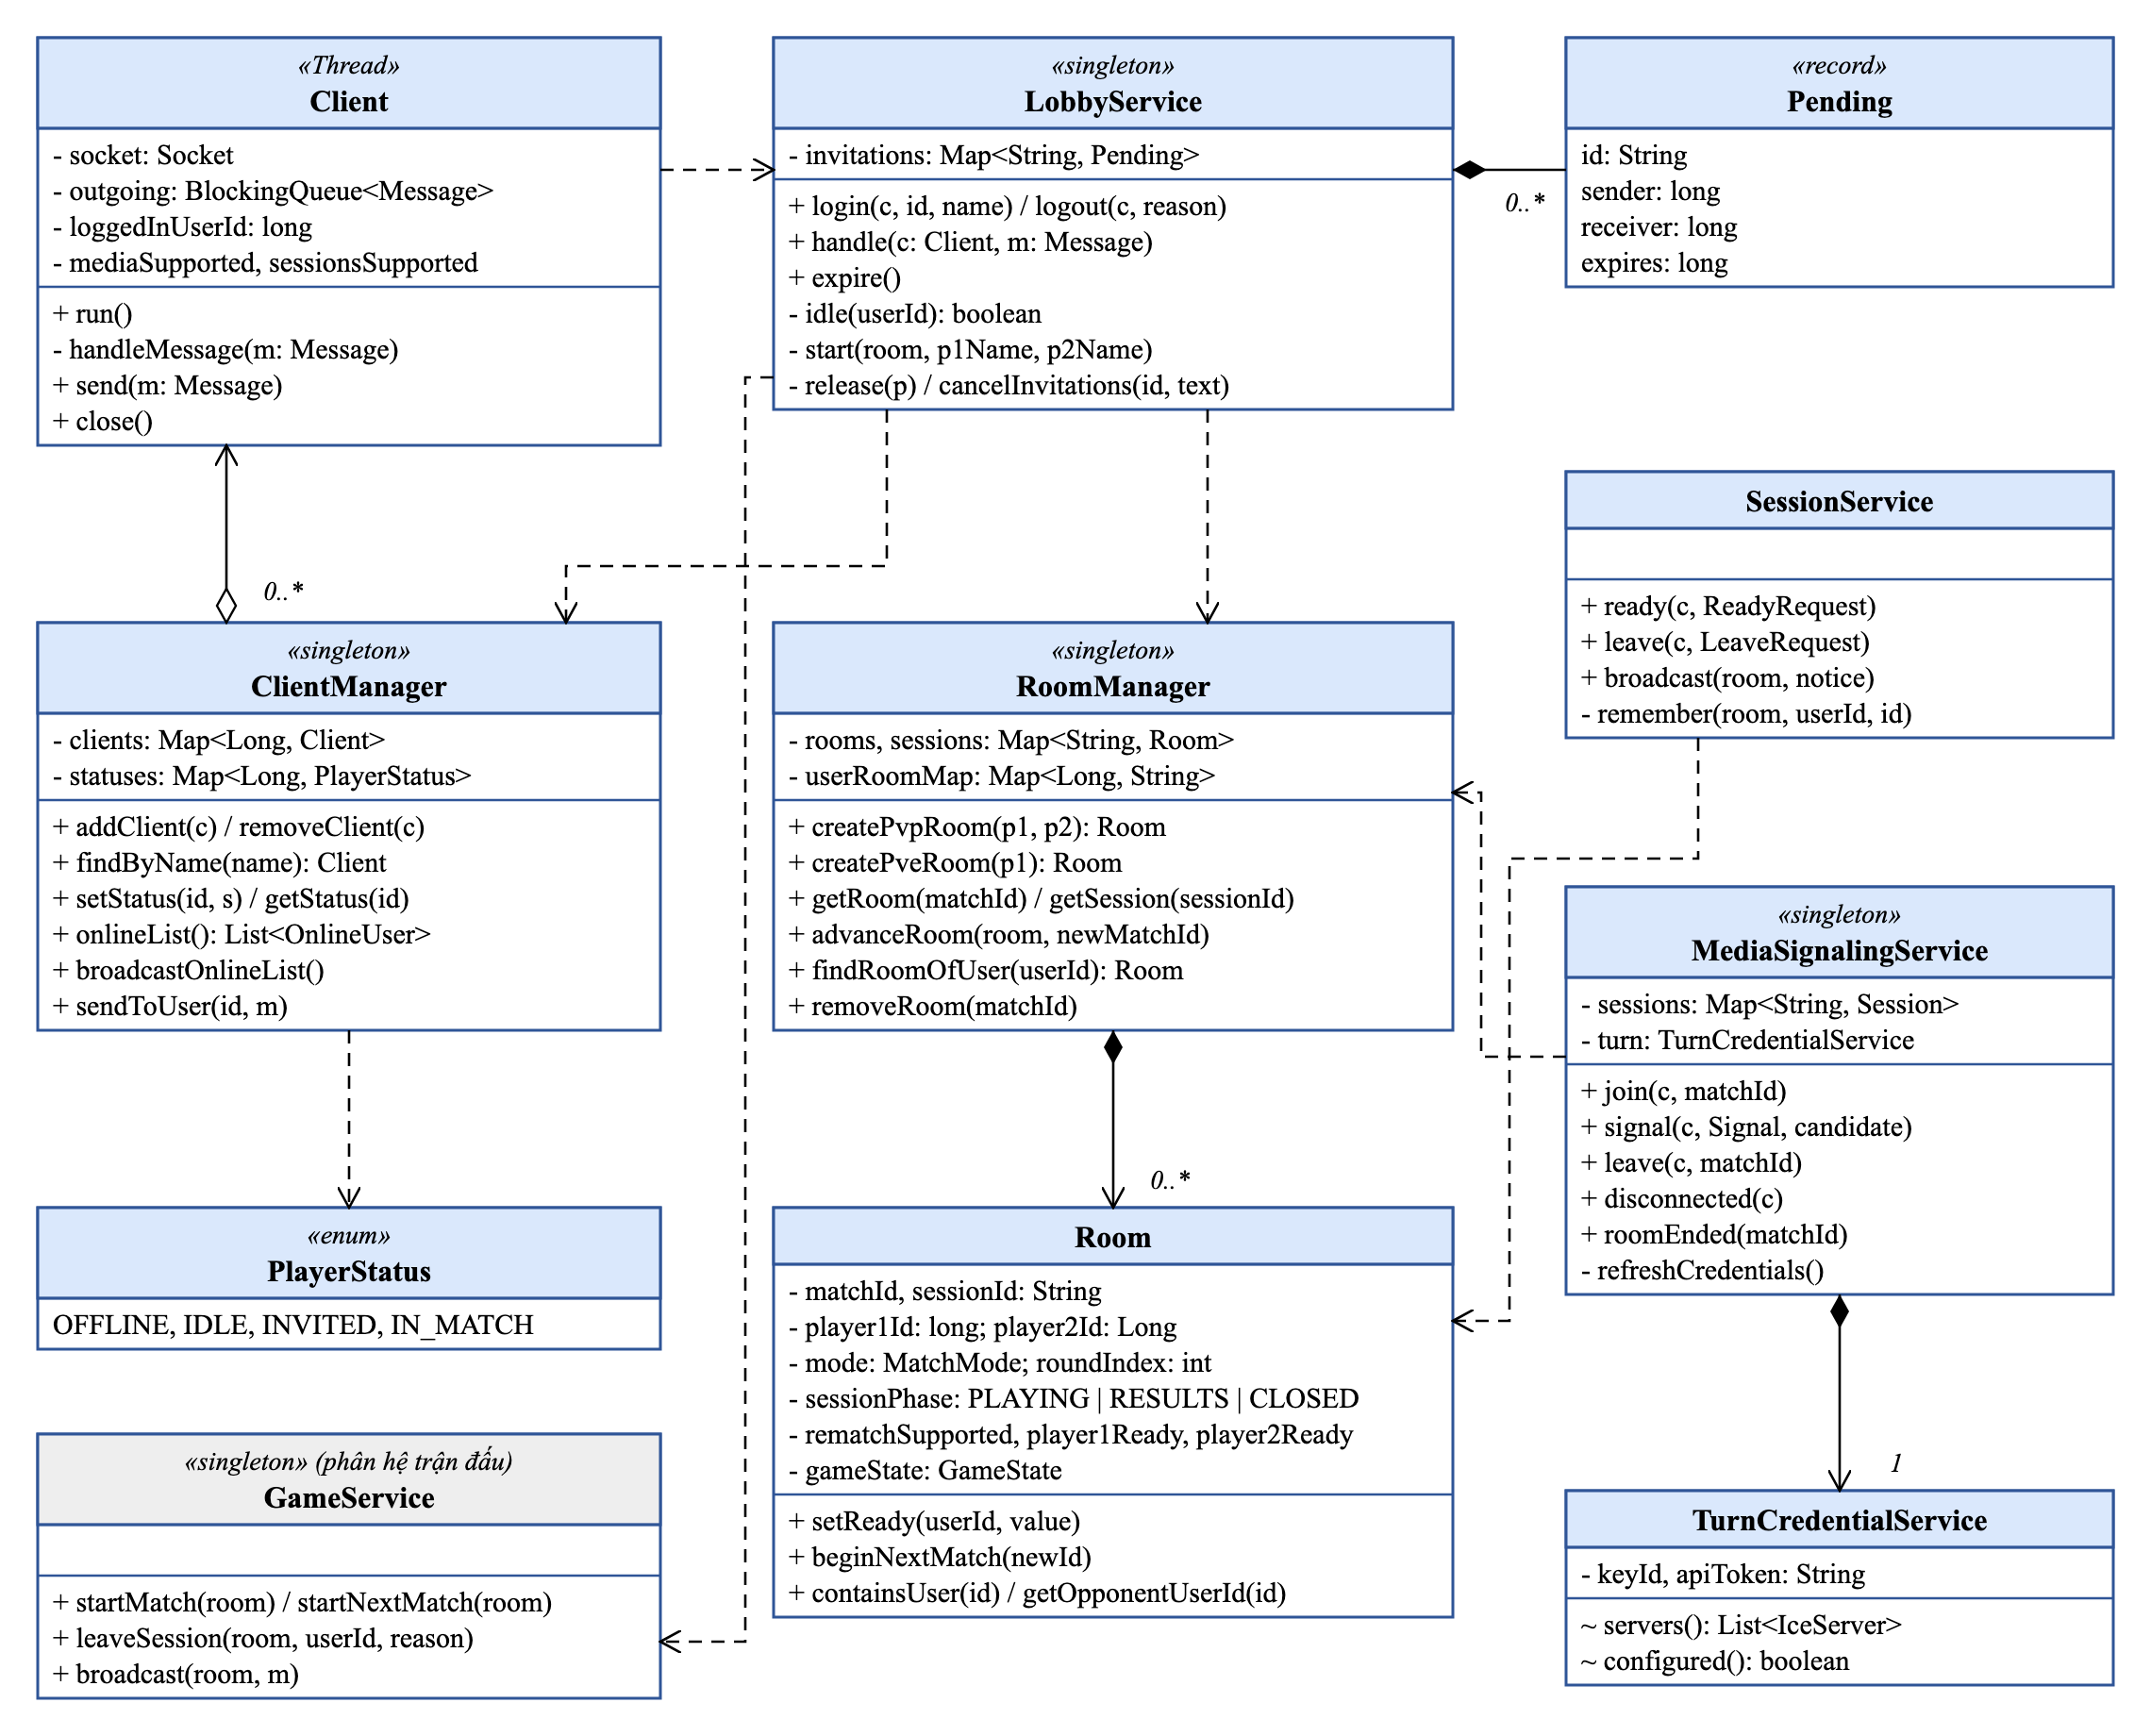 «Thread»
Client
- socket: Socket
- outgoing: BlockingQueue<Message>
- loggedInUserId: long
- mediaSupported, sessionsSupported
+ run()
- handleMessage(m: Message)
+ send(m: Message)
+ close()
«singleton»
LobbyService
- invitations: Map<String, Pending>
+ login(c, id, name) / logout(c, reason)
+ handle(c: Client, m: Message)
+ expire()
- idle(userId): boolean
- start(room, p1Name, p2Name)
- release(p) / cancelInvitations(id, text)
«record»
Pending
id: String
sender: long
receiver: long
expires: long
0..*
SessionService
+ ready(c, ReadyRequest)
+ leave(c, LeaveRequest)
+ broadcast(room, notice)
- remember(room, userId, id)
0..*
«singleton»
ClientManager
- clients: Map<Long, Client>
- statuses: Map<Long, PlayerStatus>
+ addClient(c) / removeClient(c)
+ findByName(name): Client
+ setStatus(id, s) / getStatus(id)
+ onlineList(): List<OnlineUser>
+ broadcastOnlineList()
+ sendToUser(id, m)
«singleton»
RoomManager
- rooms, sessions: Map<String, Room>
- userRoomMap: Map<Long, String>
+ createPvpRoom(p1, p2): Room
+ createPveRoom(p1): Room
+ getRoom(matchId) / getSession(sessionId)
+ advanceRoom(room, newMatchId)
+ findRoomOfUser(userId): Room
+ removeRoom(matchId)
«singleton»
MediaSignalingService
- sessions: Map<String, Session>
- turn: TurnCredentialService
+ join(c, matchId)
+ signal(c, Signal, candidate)
+ leave(c, matchId)
+ disconnected(c)
+ roomEnded(matchId)
- refreshCredentials()
0..*
«enum»
PlayerStatus
OFFLINE, IDLE, INVITED, IN_MATCH
Room
- matchId, sessionId: String
- player1Id: long; player2Id: Long
- mode: MatchMode; roundIndex: int
- sessionPhase: PLAYING | RESULTS | CLOSED
- rematchSupported, player1Ready, player2Ready
- gameState: GameState
+ setReady(userId, value)
+ beginNextMatch(newId)
+ containsUser(id) / getOpponentUserId(id)
«singleton» (phân hệ trận đấu)
GameService
+ startMatch(room) / startNextMatch(room)
+ leaveSession(room, userId, reason)
+ broadcast(room, m)
1
TurnCredentialService
- keyId, apiToken: String
~ servers(): List<IceServer>
~ configured(): boolean